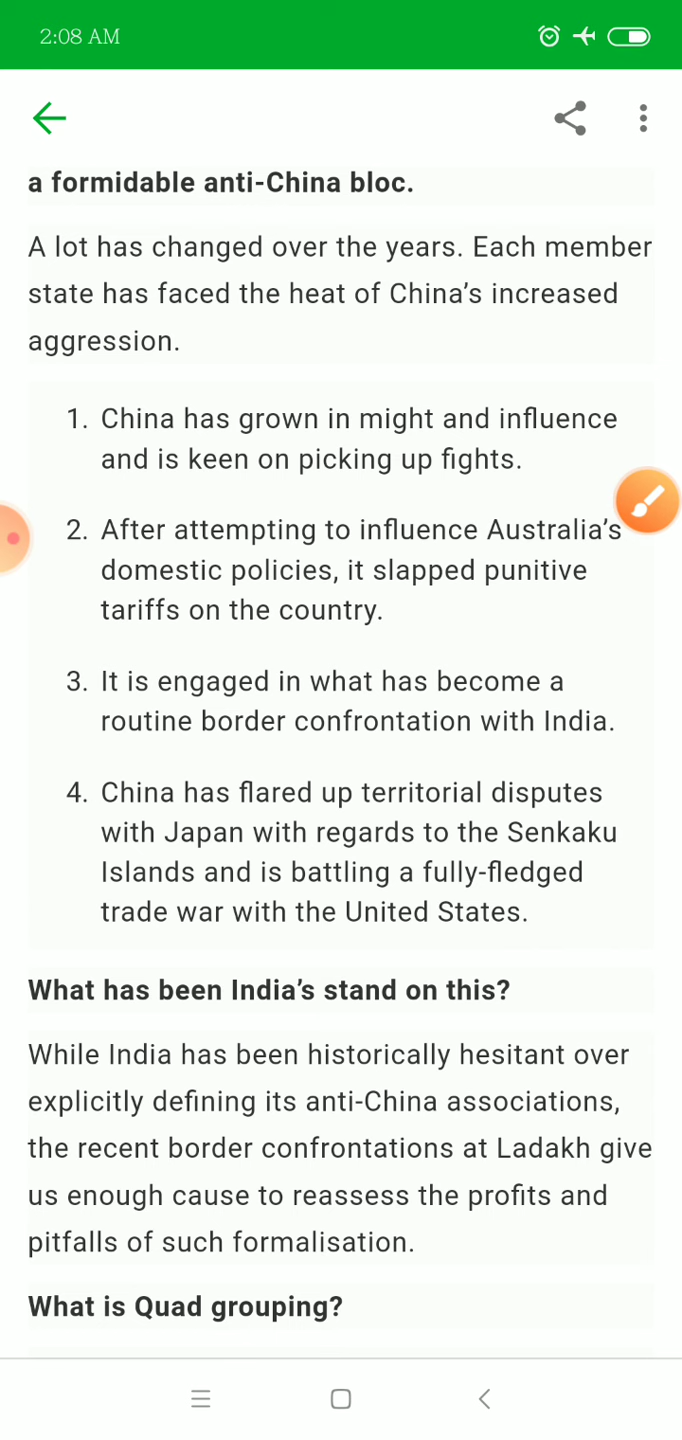 2:08 AM
a formidable anti-China bloc.
A lot has changed over the years. Each member
state has faced the heat of China’s increased
aggression.
1. China has grown in might and influence
and is keen on picking up fights.
2. After attempting to influence Australia’s
domestic policies, it slapped punitive
tariffs on the country.
3. It is engaged in what has become a
routine border confrontation with India.
4. China has flared up territorial disputes
with Japan with regards to the Senkaku
Islands and is battling a fully-fledged
trade war with the United States.
What has been India’s stand on this?
While India has been historically hesitant over
explicitly defining its anti-China associations,
the recent border confrontations at Ladakh give
us enough cause to reassess the profits and
pitfalls of such formalisation.
What is Quad grouping?